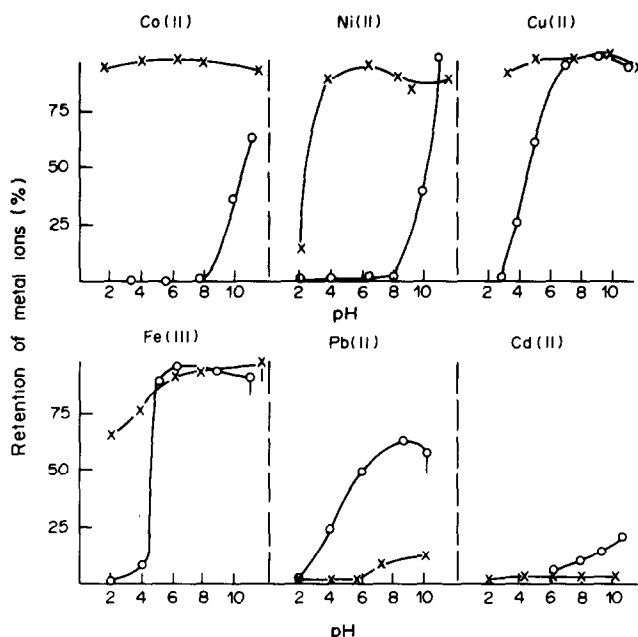 Co(II) Ni(II) Cu(II)
75
50
25
2 4 6 8 10 2 4 6 8 10 2 4 6 8 10
pH
Fe(III) Pb(II) Cd(II)
75
50
25
2 4 6 8 10 2 4 6 8 10 2 4 6 8 10
pH pH
Retention of metal ions (%)